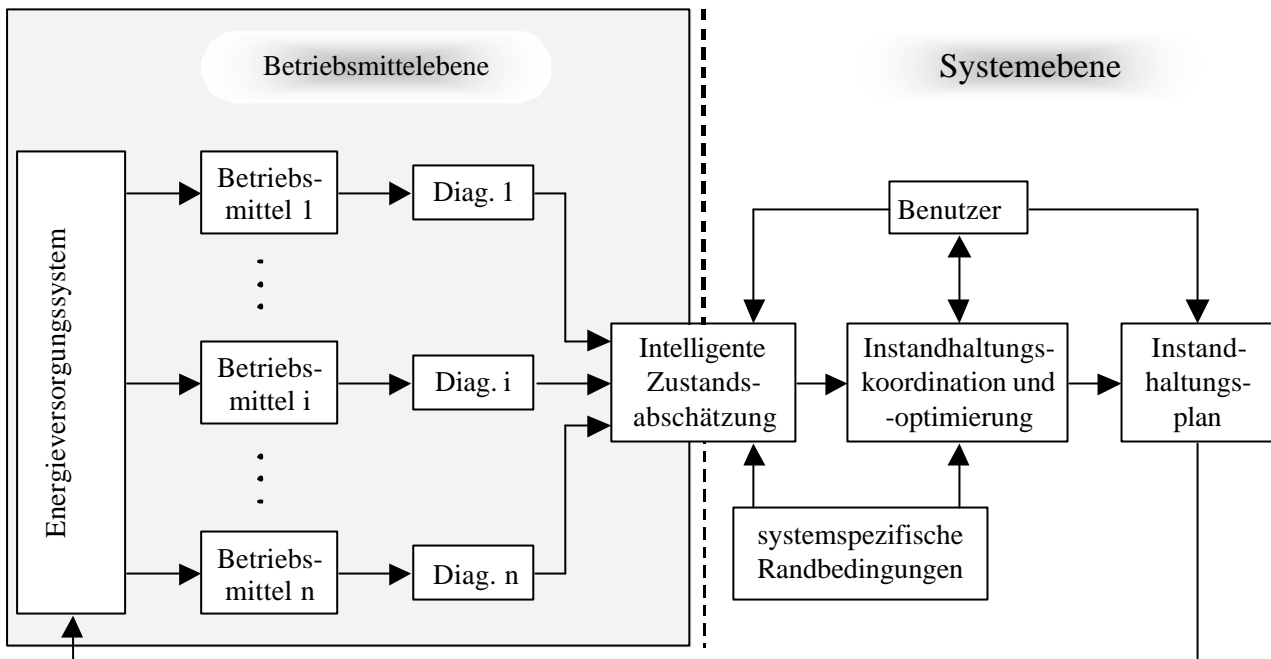 Betriebsmittelebene
Systemebene
Energieversorgungssystem
Betriebs-
mittel 1
Diag. 1
Betriebs-
mittel i
Diag. i
Betriebs-
mittel n
Diag. n
Intelligente
Zustands-
abschätzung
Benutzer
Instandhaltungs-
koordination und
-optimierung
Instand-
haltungs-
plan
systemspezifische
Randbedingungen